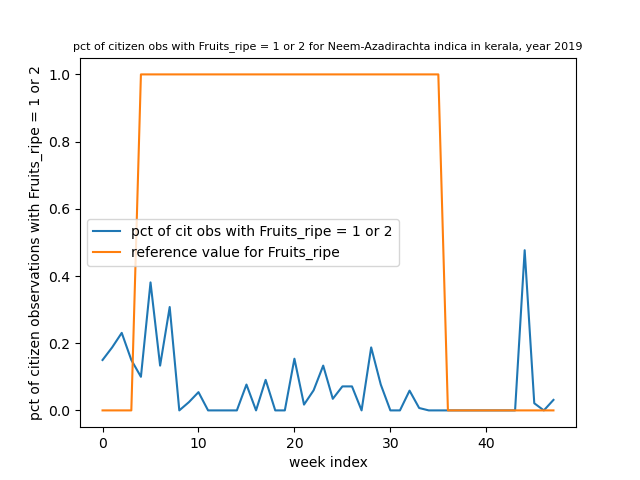 pct of citizen obs with Fruits_ripe = 1 or 2 for Neem-Azadirachta indica in kerala, year 2019
pct of citizen observations with Fruits_ripe = 1 or 2
1.0
0.8
0.6
0.4
0.2
0.0
pct of cit obs with Fruits_ripe = 1 or 2
reference value for Fruits_ripe
0
10
20
30
40
week index